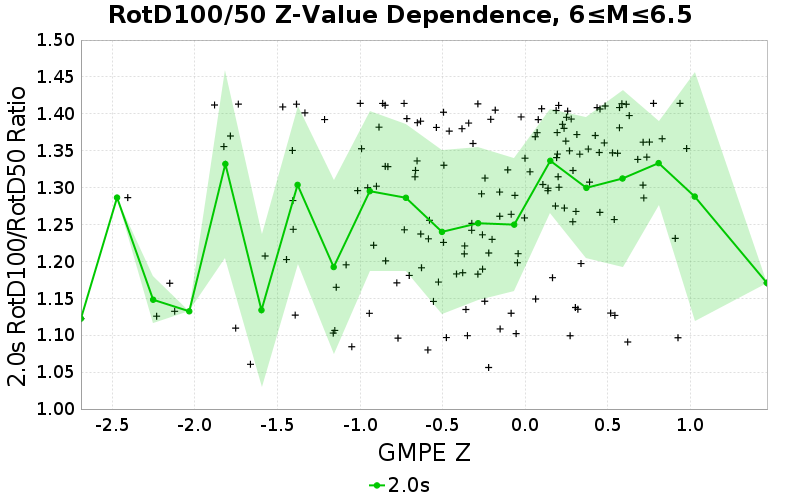 RotD100/50 Z-Value Dependence, 6≤M≤6.5
2.0s RotD100/RotD50 Ratio
1.50
1.45
1.40
1.35
1.30
1.25
1.20
1.15
1.10
1.05
1.00
-2.5 -2.0 -1.5 -1.0 -0.5 0.0 0.5 1.0
GMPE Z
2.0s